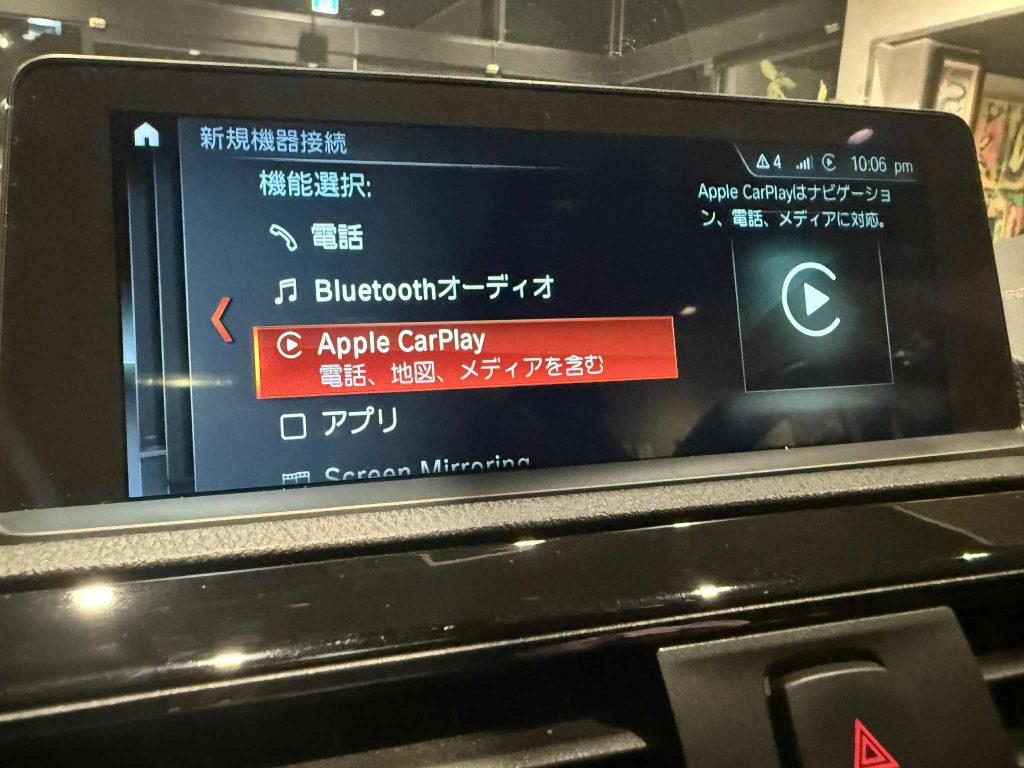 新規機器接続
4 10:06 pm
機能選択:
電話
Bluetoothオーディオ
Apple CarPlay
電話、地図、メディアを含む
アプリ
Screen Mirroring
Apple CarPlayはナビゲーショ
ン、電話、メディアに対応。